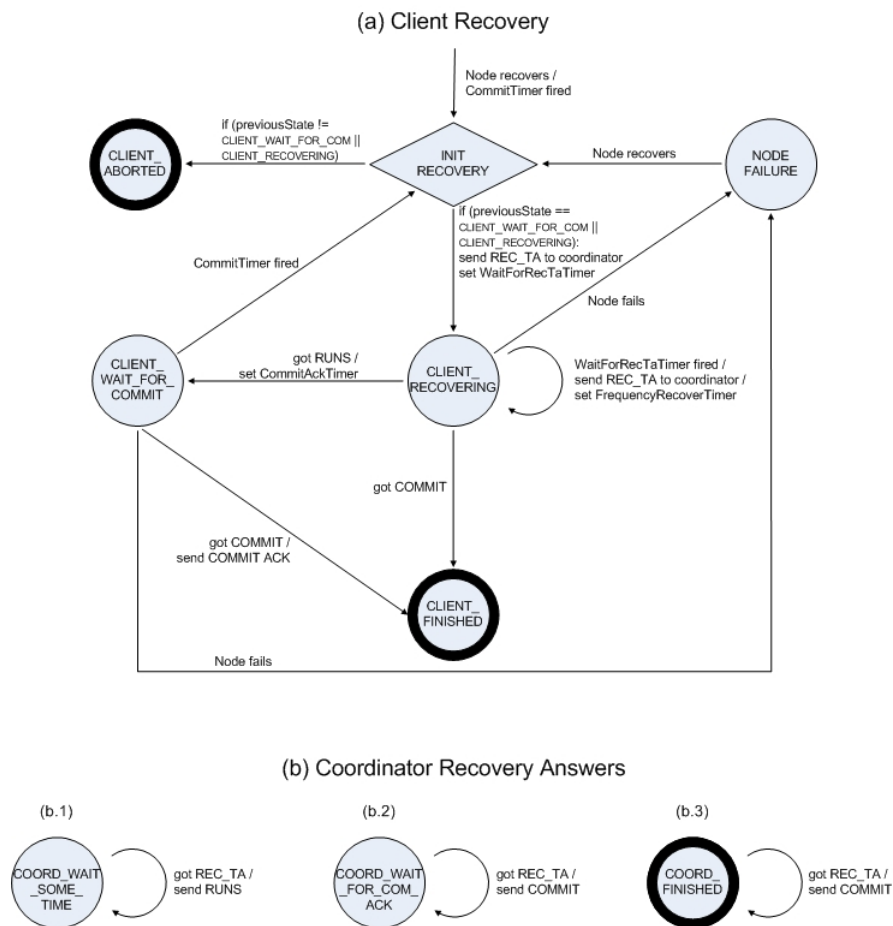 (a) Client Recovery
Node recovers /
CommitTimer fired
if (previousState !=
CLIENT_WAIT_FOR_COM ||
CLIENT_RECOVERING)
CLIENT_
ABORTED
INIT
RECOVERY
Node recovers
NODE
FAILURE
if (previousState ==
CLIENT_WAIT_FOR_COM ||
CLIENT_RECOVERING):
send REC_TA to coordinator
set WaitForRecTaTimer
CommitTimer fired
Node fails
CLIENT_
WAIT_FOR_
COMMIT
got RUNS /
set CommitAckTimer
CLIENT_
RECOVERING
WaitForRecTaTimer fired /
send REC_TA to coordinator /
set FrequencyRecoverTimer
got COMMIT
got COMMIT /
send COMMIT ACK
CLIENT_
FINISHED
Node fails
(b) Coordinator Recovery Answers
(b.1)
COORD_WAIT
_SOME_
TIME
got REC_TA /
send RUNS
(b.2)
COORD_WAIT
_FOR_COM_
ACK
got REC_TA /
send COMMIT
(b.3)
COORD_
FINISHED
got REC_TA /
send COMMIT